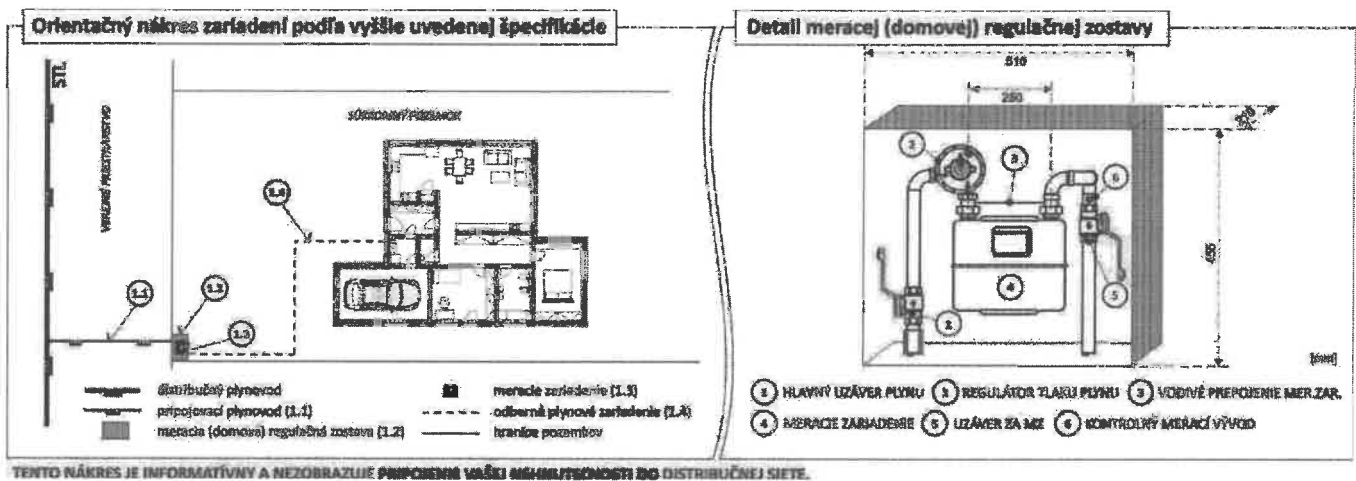 Orientačný nákres zariadení podľa vyššie uvedenej špecifikácie
STL
VEREJNÉ PRIESTRANSTVO
SÚKROMNÝ POZEMOK
1.4
1.1
1.2
1.3
distribučný plynovod
pripojovací plynovod (1.1)
meracia (domová) regulačná zostava (1.2)
meracie zariadenie (1.3)
odberné plynové zariadenie (1.4)
hranice pozemkov
Detail meracej (domovej) regulačnej zostavy
510
250
655
2
3
6
4
5
[mm]
1 HLAVNÝ UZÁVER PLYNU 2 REGULÁTOR TLAKU PLYNU 3 VODIVÉ PREPOJENIE MER.ZAR.
4 MERACIE ZARIADENIE 5 UZÁVER ZA MZ 6 KONTROLNÝ MERACÍ VÝVOD
TENTO NÁKRES JE INFORMATÍVNY A NEZOBRAZUJE PRIPOJENIE VAŠEJ NEHNUTEĽNOSTI DO DISTRIBUČNEJ SIETE.